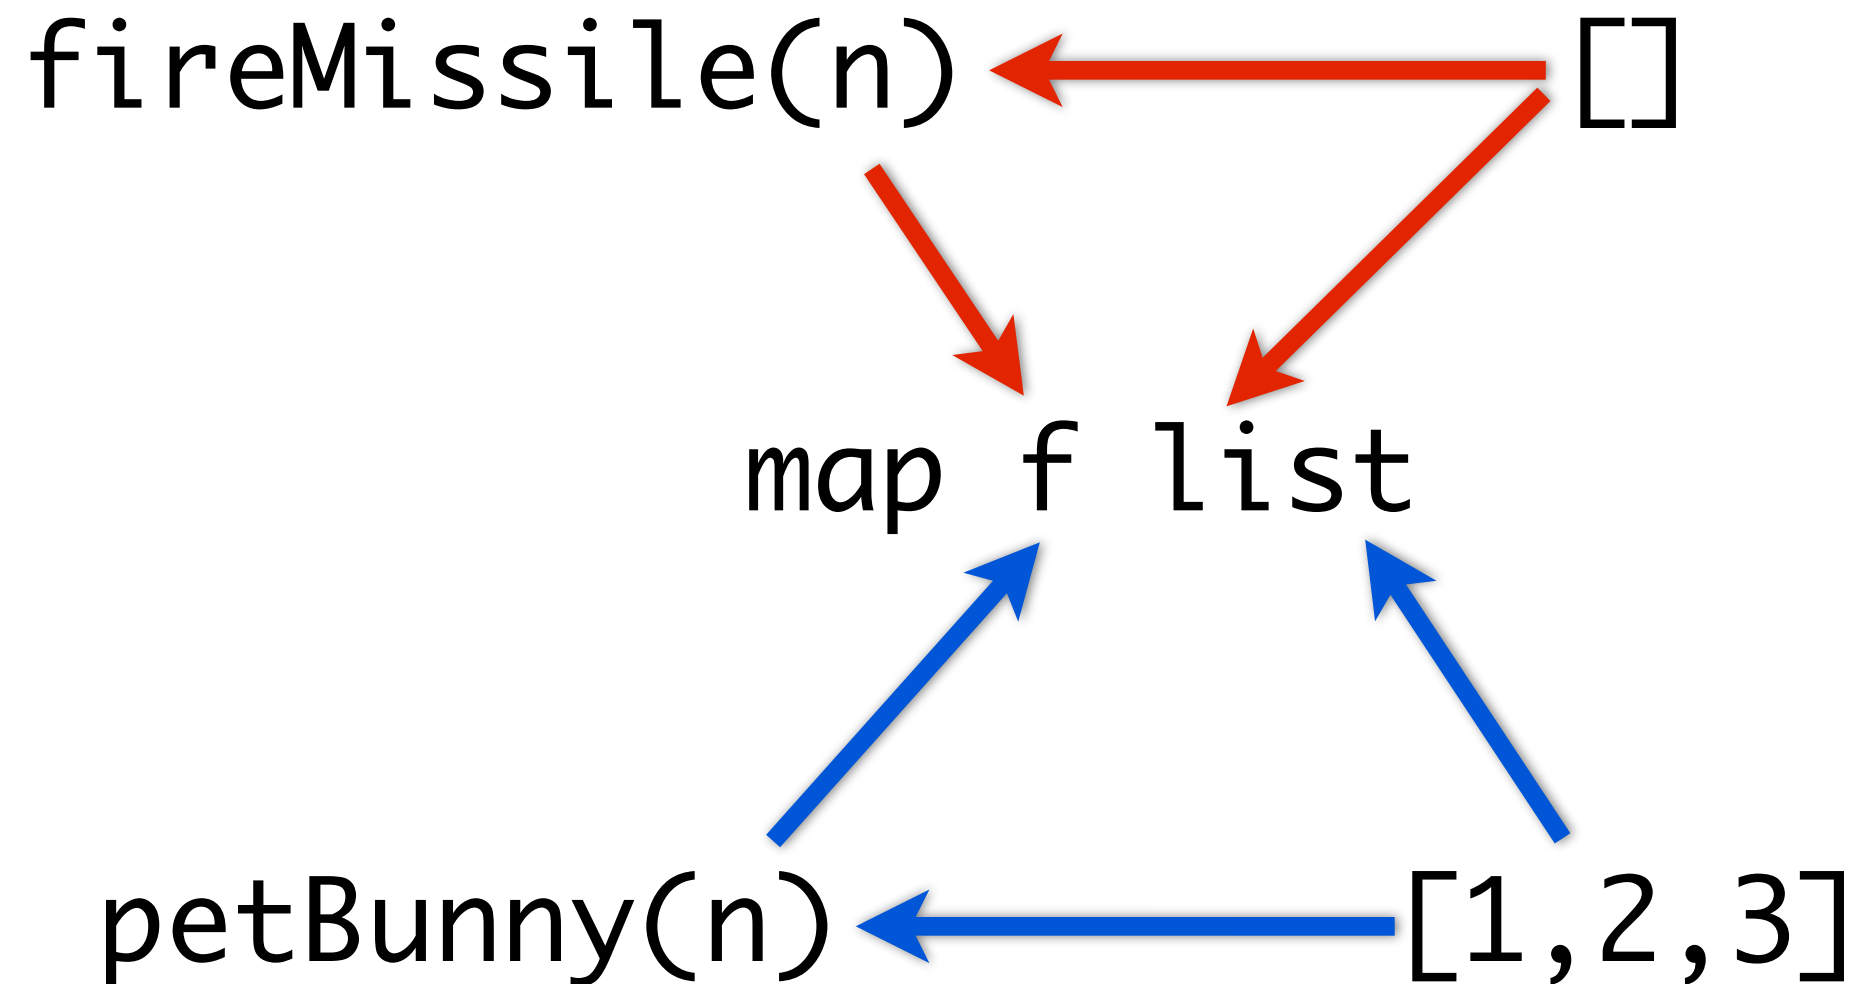 fireMissile(n) []
map f list
petBunny(n) [1,2,3]